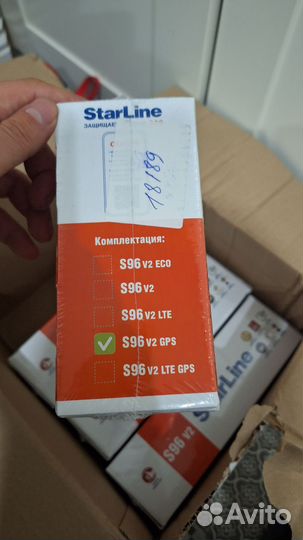 StarLine
ЗАЩИЩАЕ
18189
Комплектация:
S96 V2 ECO
S96 V2
S96 V2 LTE
S96 V2 GPS
S96 V2 LTE GPS
StarLine
S96 V2
Avito